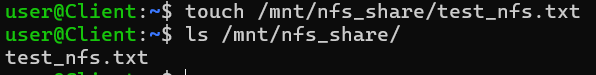 user@Client:~$ touch /mnt/nfs_share/test_nfs.txt
user@Client:~$ ls /mnt/nfs_share/
test_nfs.txt